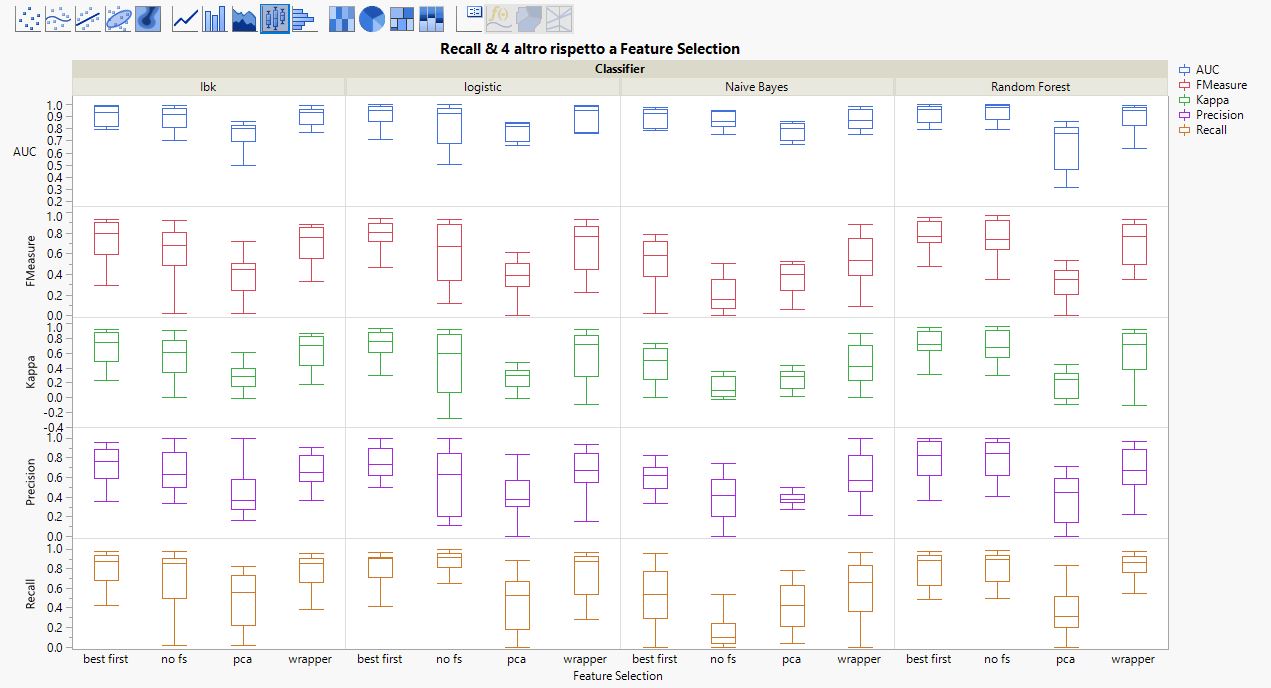 Recall & 4 altro rispetto a Feature Selection
Classifier
Ibk logistic Naive Bayes Random Forest
AUC
FMeasure
Kappa
Precision
Recall
AUC
1.0
0.9
0.8
0.7
0.6
0.5
0.4
0.3
0.2
FMeasure
1.0
0.8
0.6
0.4
0.2
0.0
Kappa
1.0
0.8
0.6
0.4
0.2
0.0
-0.2
-0.4
Precision
1.0
0.8
0.6
0.4
0.2
0.0
Recall
1.0
0.8
0.6
0.4
0.2
0.0
best first no fs pca wrapper best first no fs pca wrapper best first no fs pca wrapper best first no fs pca wrapper
Feature Selection